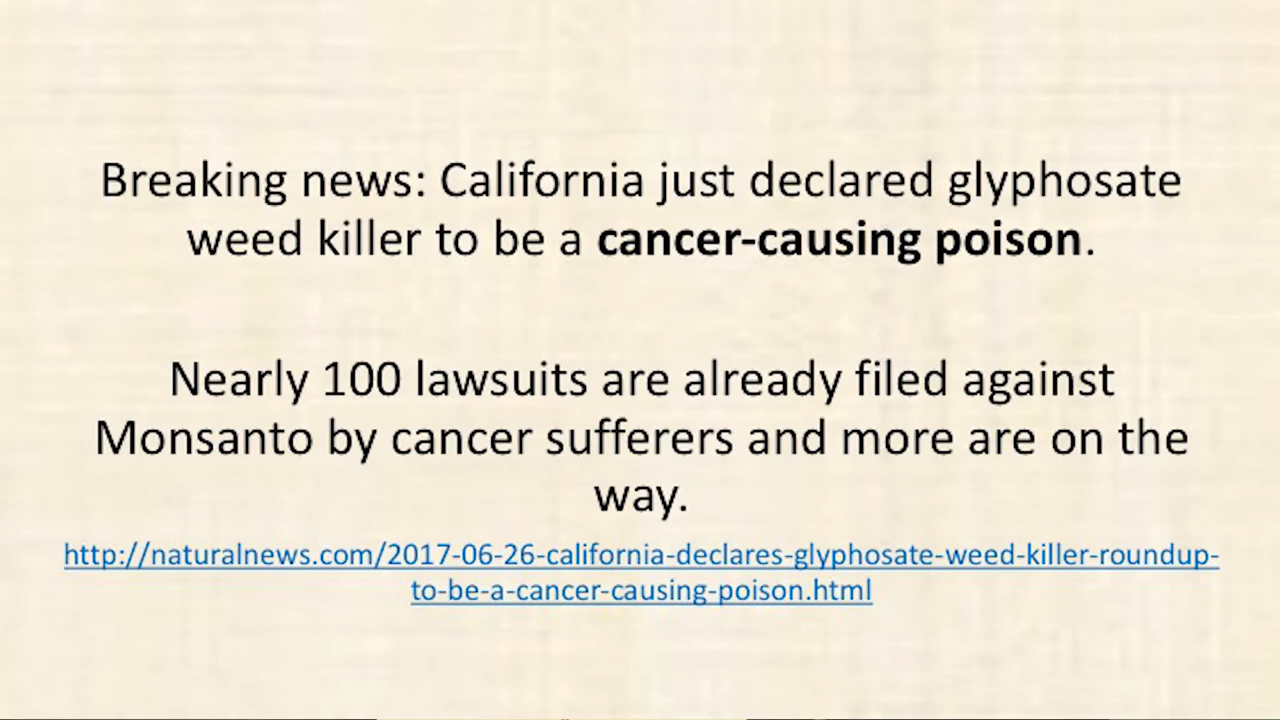 Breaking news: California just declared glyphosate
weed killer to be a cancer-causing poison.
Nearly 100 lawsuits are already filed against
Monsanto by cancer sufferers and more are on the
way.
http://naturalnews.com/2017-06-26-california-declares-glyphosate-weed-killer-roundup-
to-be-a-cancer-causing-poison.html